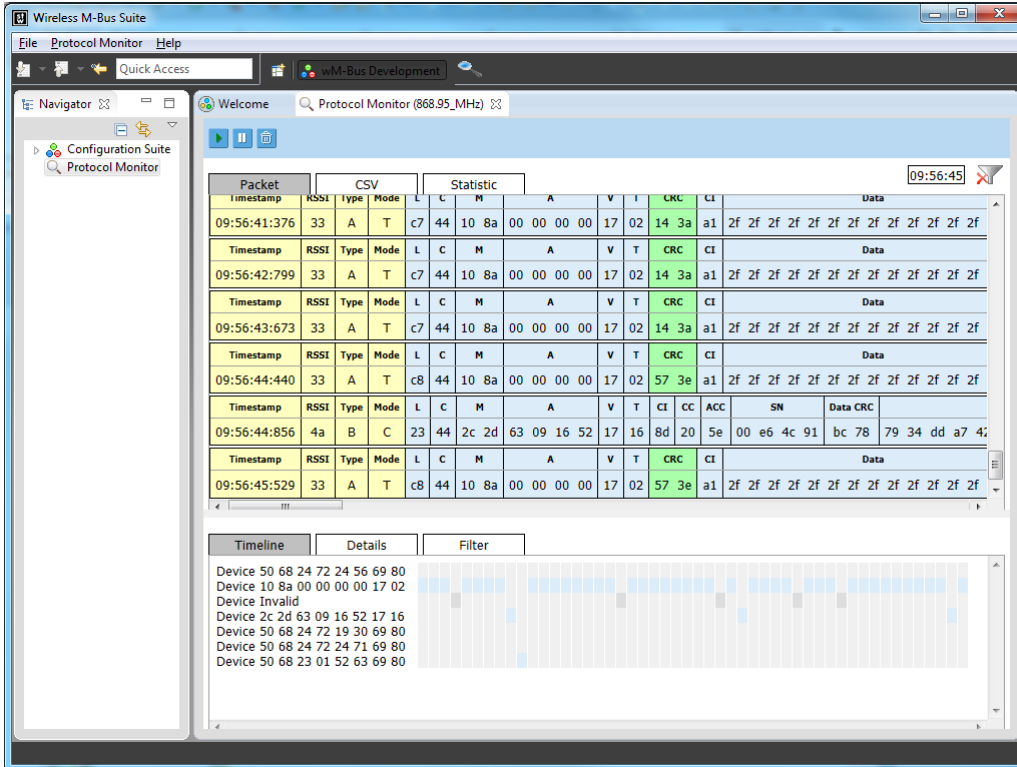 Wireless M-Bus Suite
File Protocol Monitor Help
Quick Access wM-Bus Development
Navigator Welcome Protocol Monitor (868.95_MHz)
Configuration Suite
Protocol Monitor
09:56:45
Packet CSV Statistic
Timestamp RSSI Type Mode L C M A V T CRC CI Data
09:56:41:376 33 A T c7 44 10 8a 00 00 00 00 17 02 14 3a a1 2f 2f 2f 2f 2f 2f 2f 2f 2f 2f 2f 2f 2f
Timestamp RSSI Type Mode L C M A V T CRC CI Data
09:56:42:799 33 A T c7 44 10 8a 00 00 00 00 17 02 14 3a a1 2f 2f 2f 2f 2f 2f 2f 2f 2f 2f 2f 2f 2f
Timestamp RSSI Type Mode L C M A V T CRC CI Data
09:56:43:673 33 A T c7 44 10 8a 00 00 00 00 17 02 14 3a a1 2f 2f 2f 2f 2f 2f 2f 2f 2f 2f 2f 2f 2f
Timestamp RSSI Type Mode L C M A V T CRC CI Data
09:56:44:440 33 A T c8 44 10 8a 00 00 00 00 17 02 57 3e a1 2f 2f 2f 2f 2f 2f 2f 2f 2f 2f 2f 2f 2f
Timestamp RSSI Type Mode L C M A V T CI CC ACC SN Data CRC
09:56:44:856 4a B C 23 44 2c 2d 63 09 16 52 17 16 8d 20 5e 00 e6 4c 91 bc 78 79 34 dd a7 42
Timestamp RSSI Type Mode L C M A V T CRC CI Data
09:56:45:529 33 A T c8 44 10 8a 00 00 00 00 17 02 57 3e a1 2f 2f 2f 2f 2f 2f 2f 2f 2f 2f 2f 2f 2f
Timeline Details Filter
Device 50 68 24 72 24 56 69 80
Device 10 8a 00 00 00 00 17 02
Device Invalid
Device 2c 2d 63 09 16 52 17 16
Device 50 68 24 72 19 30 69 80
Device 50 68 24 72 24 71 69 80
Device 50 68 23 01 52 63 69 80